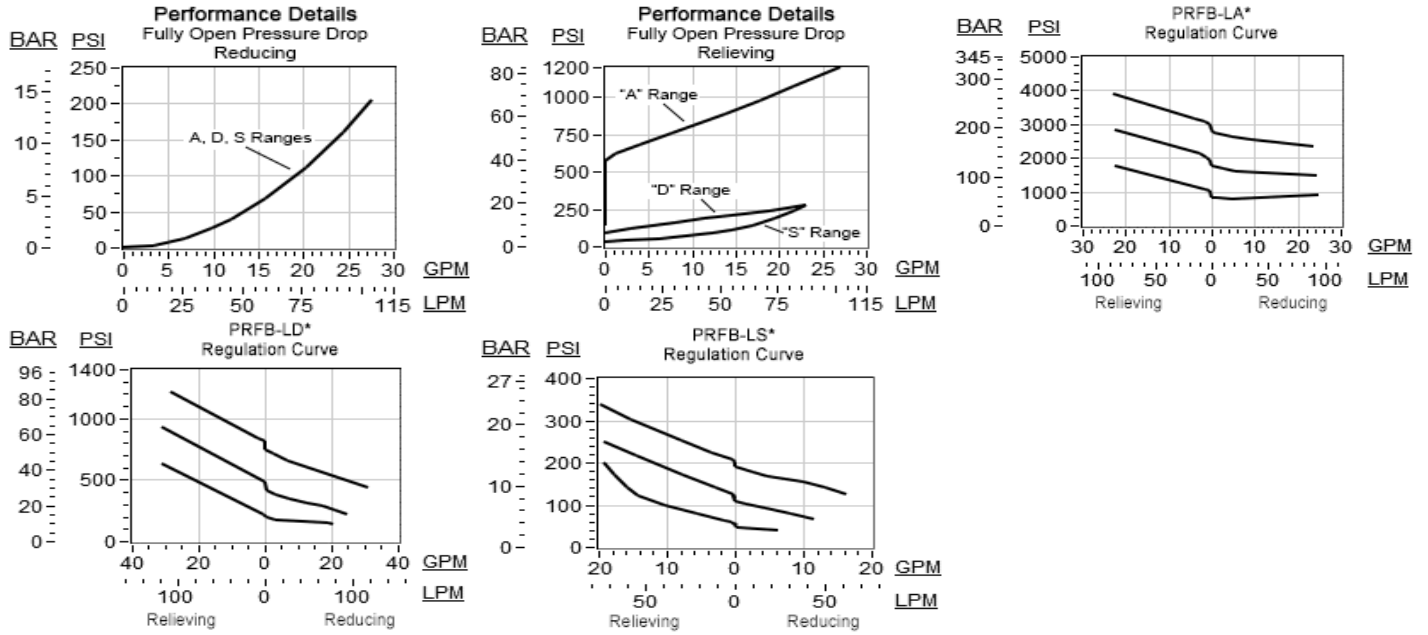 Performance Details
Fully Open Pressure Drop
Reducing
BAR PSI
250
200
150
100
50
0
15
10
5
0
A, D, S Ranges
0 5 10 15 20 25 30 GPM
0 25 50 75 115 LPM
Performance Details
Fully Open Pressure Drop
Relieving
BAR PSI
1200
1000
750
500
250
0
80
60
40
20
0
"A" Range
"D" Range
"S" Range
0 5 10 15 20 25 30 GPM
0 25 50 75 115 LPM
PRFB-LA*
Regulation Curve
BAR PSI
345
300
200
100
0
5000
4000
3000
2000
1000
0
30 20 10 0 10 20 30 GPM
100 50 0 50 100 LPM
Relieving Reducing
PRFB-LD*
Regulation Curve
BAR PSI
96
80
60
40
20
0
1400
1000
500
0
40 20 0 20 40 GPM
100 0 100 LPM
Relieving Reducing
PRFB-LS*
Regulation Curve
BAR PSI
27
20
10
0
400
300
200
100
0
20 10 0 10 20 GPM
50 0 50 LPM
Relieving Reducing